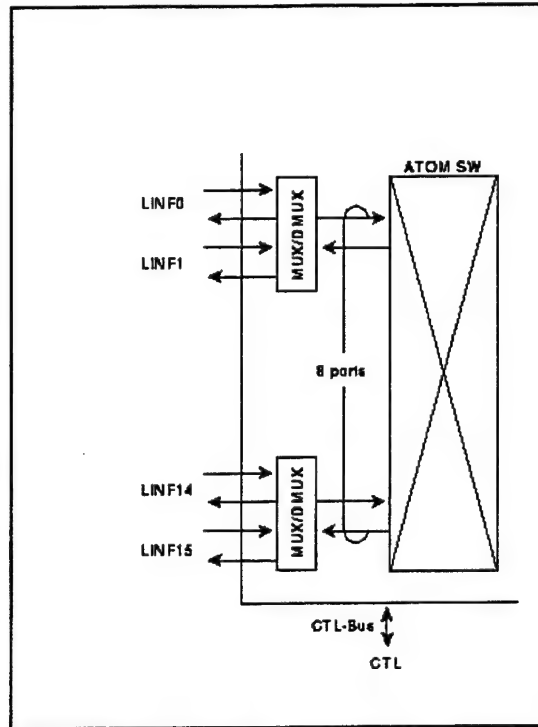 ATOM SW
LINF0
MUX/DMUX
LINF1
8 ports
LINF14
MUX/DMUX
LINF15
CTL-Bus
CTL